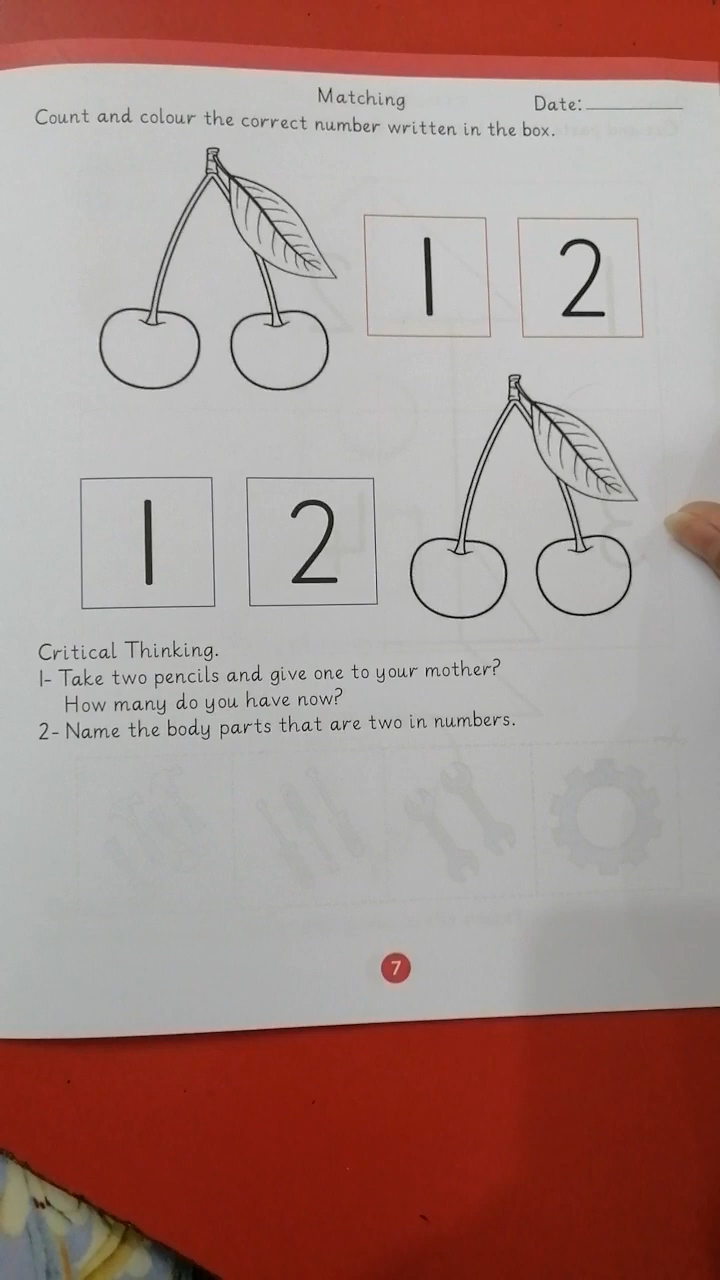 Matching
Date:
Count and colour the correct number written in the box.
1 2
1 2
Critical Thinking.
1- Take two pencils and give one to your mother?
How many do you have now?
2- Name the body parts that are two in numbers.
7